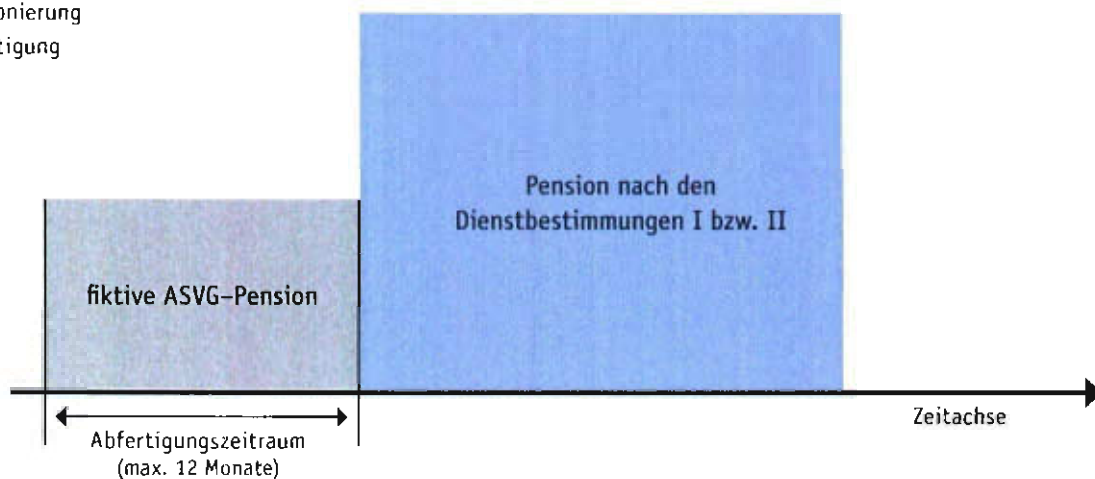 Pension nach den
Dienstbestimmungen I bzw. II
fiktive ASVG-Pension
Zeitachse
Abfertigungszeitraum
(max. 12 Monate)